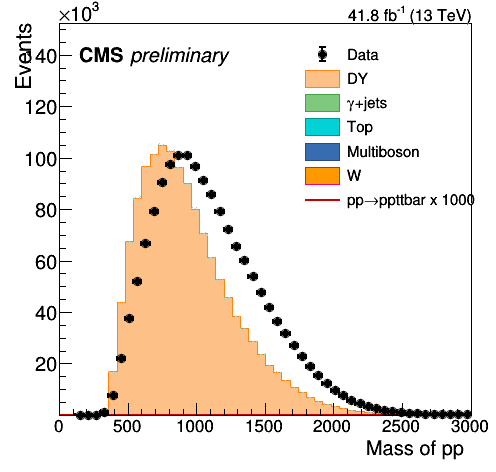 ×10³
41.8 fb⁻¹ (13 TeV)
Events
CMS preliminary
Data
DY
γ+jets
Top
Multiboson
W
pp→ppttbar x 1000
140
120
100
80
60
40
20
0 500 1000 1500 2000 2500 3000
Mass of pp